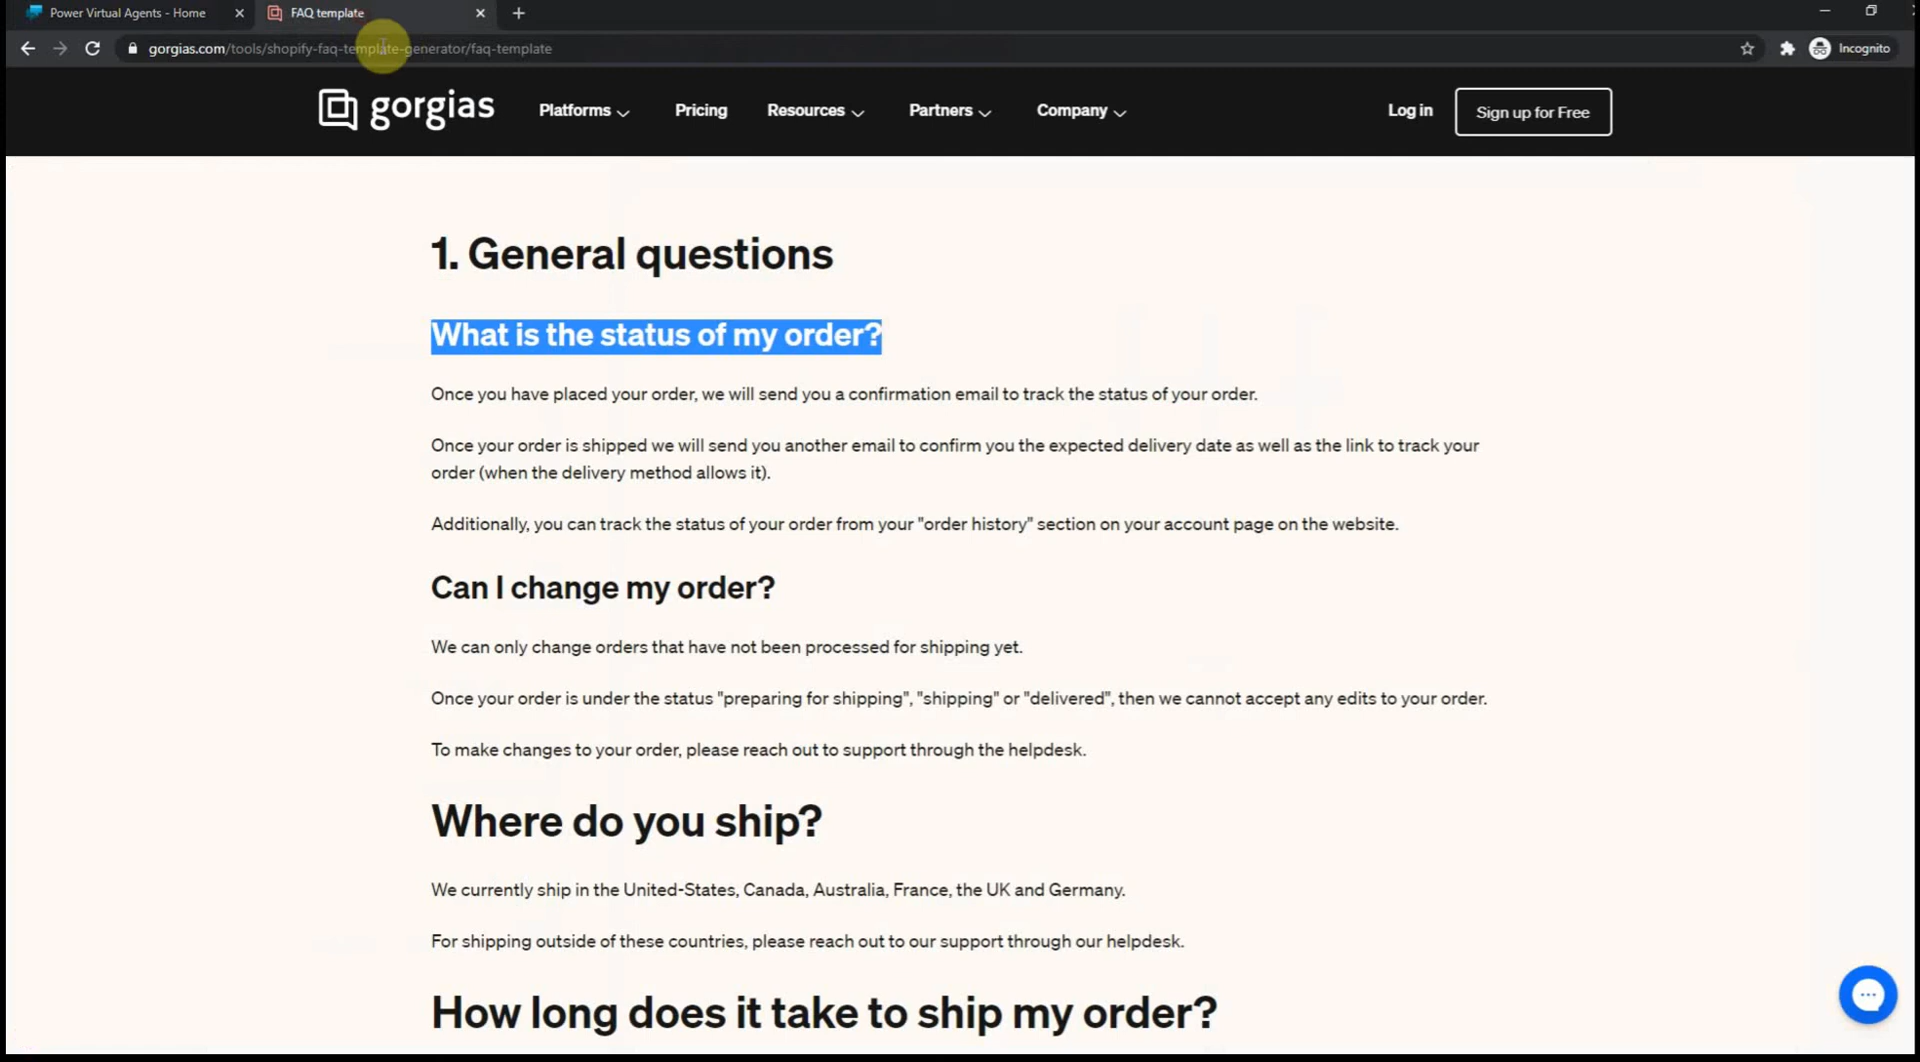 Power Virtual Agents - Home
FAQ template
gorgias.com/tools/shopify-faq-template-generator/faq-template
Incognito
gorgias
Platforms
Pricing
Resources
Partners
Company
Log in
Sign up for Free
1. General questions
What is the status of my order?
Once you have placed your order, we will send you a confirmation email to track the status of your order.
Once your order is shipped we will send you another email to confirm you the expected delivery date as well as the link to track your
order (when the delivery method allows it).
Additionally, you can track the status of your order from your "order history" section on your account page on the website.
Can I change my order?
We can only change orders that have not been processed for shipping yet.
Once your order is under the status "preparing for shipping", "shipping" or "delivered", then we cannot accept any edits to your order.
To make changes to your order, please reach out to support through the helpdesk.
Where do you ship?
We currently ship in the United-States, Canada, Australia, France, the UK and Germany.
For shipping outside of these countries, please reach out to our support through our helpdesk.
How long does it take to ship my order?